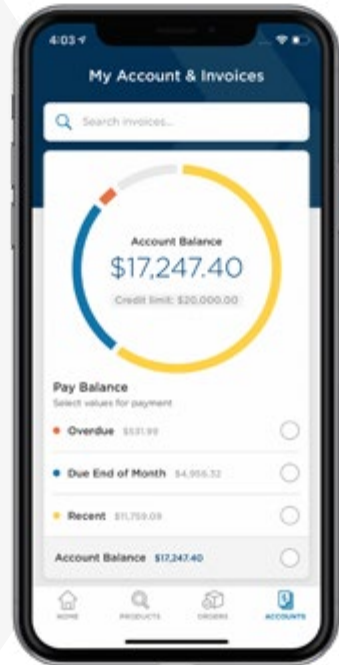 4:03
My Account & Invoices
Search invoices...
Account Balance
$17,247.40
Credit limit: $20,000.00
Pay Balance
Select values for payment
Overdue $531.99
Due End of Month $4,956.32
Recent $11,759.09
Account Balance $17,247.40
HOME PRODUCTS ORDERS ACCOUNTS